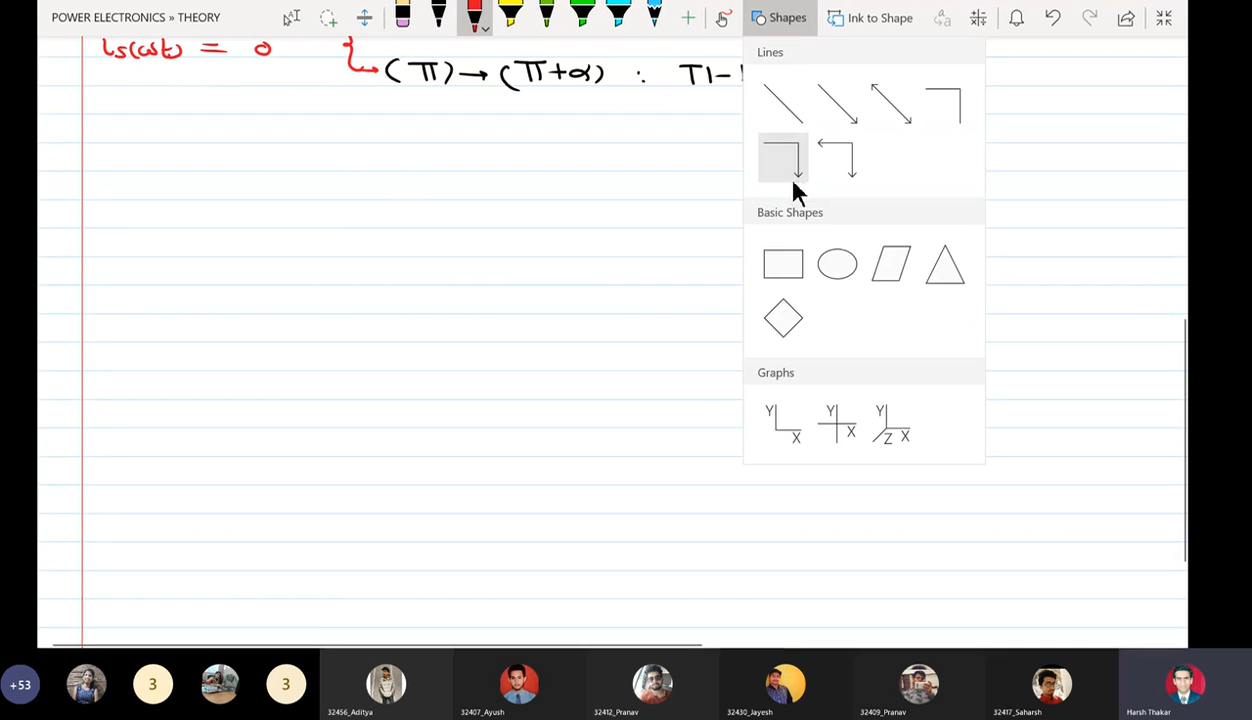 POWER ELECTRONICS » THEORY
Shapes
Ink to Shape
is(ωt) = 0
(π) → (π+α) : T1-
Lines
Basic Shapes
Graphs
Y X
Y X
Y Z X
+53
3
3
32456_Aditya
32407_Ayush
32412_Pranav
32430_Jayesh
32409_Pranav
32417_Saharsh
Harsh Thakar